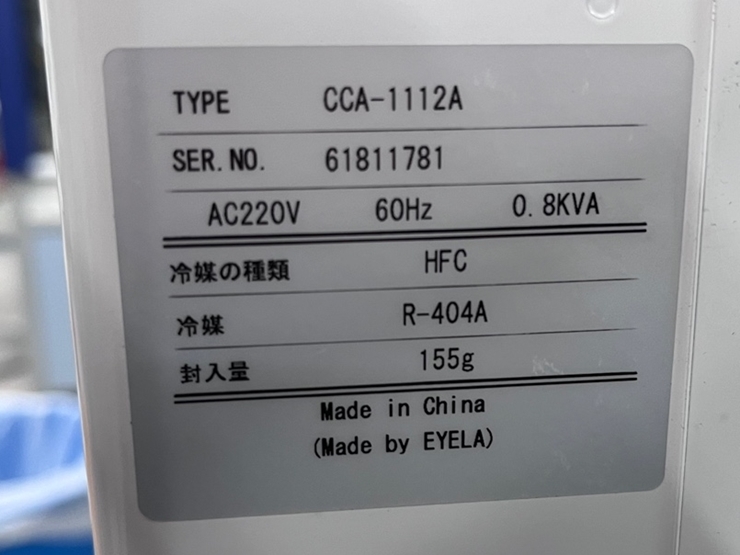 TYPE CCA-1112A
SER.NO. 61811781
AC220V 60Hz 0.8KVA
冷媒の種類 HFC
冷媒 R-404A
封入量 155g
Made in China
(Made by EYELA)